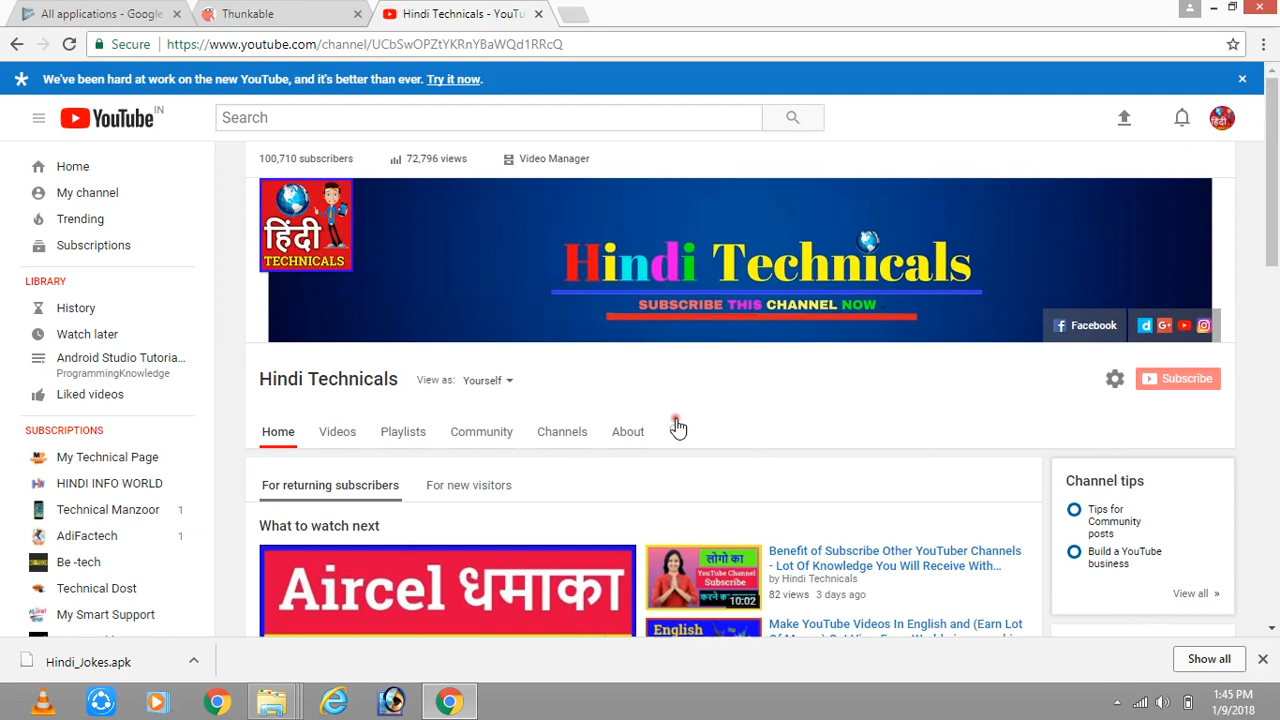 All applications - Google
Thunkable
Hindi Technicals - YouTu
Secure
https://www.youtube.com/channel/UCbSwOPZtYKRnYBaWQd1RRcQ
We've been hard at work on the new YouTube, and it's better than ever. Try it now.
YouTube IN
Search
हिंदी
100,710 subscribers
72,796 views
Video Manager
Home
My channel
Trending
Subscriptions
LIBRARY
History
Watch later
Android Studio Tutoria...
ProgrammingKnowledge
Liked videos
SUBSCRIPTIONS
My Technical Page
HINDI INFO WORLD
Technical Manzoor 1
AdiFactech 1
Be -tech
Technical Dost
My Smart Support
हिंदी
TECHNICALS
Hindi Technicals
SUBSCRIBE THIS CHANNEL NOW
Facebook
Hindi Technicals
View as: Yourself
Subscribe
Home Videos Playlists Community Channels About
For returning subscribers
For new visitors
What to watch next
Aircel धमाका
लोगो का
YouTube Channel
Subscribe
10:02
Benefit of Subscribe Other YouTuber Channels
- Lot Of Knowledge You Will Receive With...
by Hindi Technicals
82 views 3 days ago
English
Make YouTube Videos In English and (Earn Lot
Channel tips
Tips for
Community
posts
Build a YouTube
business
View all »
Hindi_Jokes.apk
Show all
1:45 PM
1/9/2018